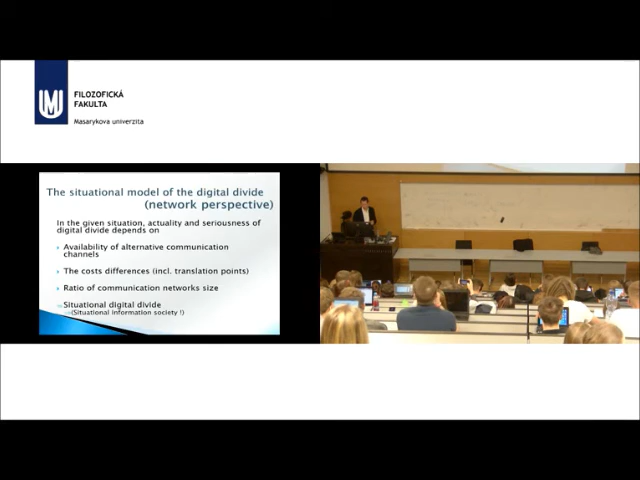 FILOZOFICKÁ
FAKULTA
Masarykova univerzita
The situational model of the digital divide
(network perspective)
In the given situation, actuality and seriousness of
digital divide depends on
Availability of alternative communication
channels
The costs differences (incl. translation points)
Ratio of communication networks size
Situational digital divide
(Situational information society !)